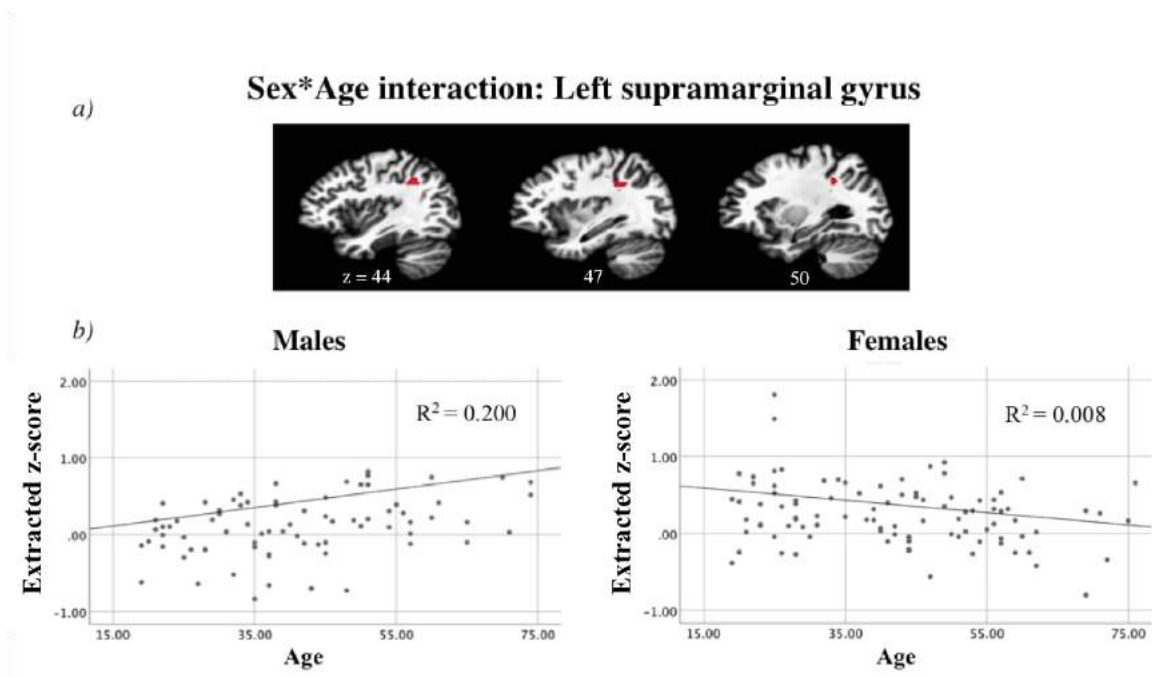 Sex*Age interaction: Left supramarginal gyrus
a)
z = 44
47
50
b)
Males
Extracted z-score
2.00
1.00
.00
-1.00
R² = 0.200
15.00
35.00
55.00
75.00
Age
Females
Extracted z-score
2.00
1.00
.00
-1.00
R² = 0.008
15.00
35.00
55.00
75.00
Age